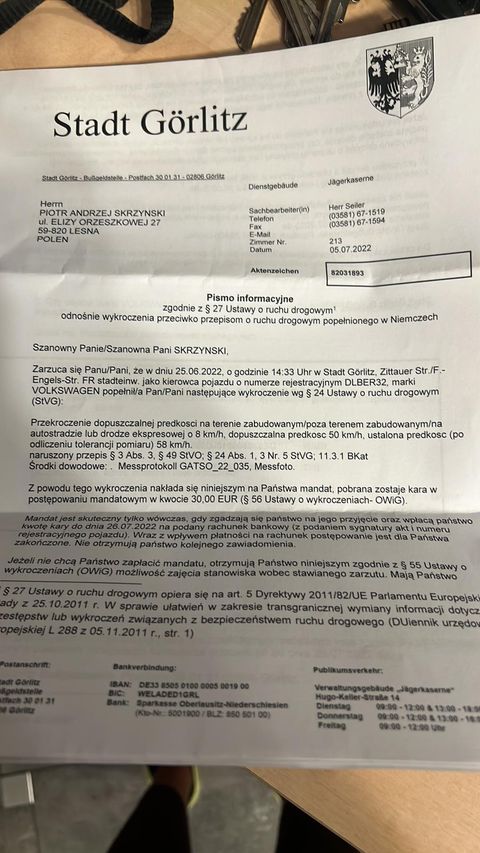 Stadt Görlitz
Stadt Görlitz - Bußgeldstelle - Postfach 30 01 31 - 02806 Görlitz
Herrn
PIOTR ANDRZEJ SKRZYNSKI
ul. ELIZY ORZESZKOWEJ 27
59-820 LESNA
POLEN
Dienstgebäude Jägerkaserne
Sachbearbeiter(in) Herr Seiler
Telefon (03581) 67-1519
Fax (03581) 67-1594
E-Mail
Zimmer Nr. 213
Datum 05.07.2022
Aktenzeichen 82031893
Pismo informacyjne
zgodnie z § 27 Ustawy o ruchu drogowym¹
odnośnie wykroczenia przeciwko przepisom o ruchu drogowym popełnionego w Niemczech
Szanowny Panie/Szanowna Pani SKRZYNSKI,
Zarzuca się Panu/Pani, że w dniu 25.06.2022, o godzinie 14:33 Uhr w Stadt Görlitz, Zittauer Str./F.-
Engels-Str. FR stadteinw. jako kierowca pojazdu o numerze rejestracyjnym DLBER32, marki
VOLKSWAGEN popełnił/a Pan/Pani następujące wykroczenie wg § 24 Ustawy o ruchu drogowym
(StVG):
Przekroczenie dopuszczalnej predkosci na terenie zabudowanym/poza terenem zabudowanym/na
autostradzie lub drodze ekspresowej o 8 km/h, dopuszczalna predkosc 50 km/h, ustalona predkosc (po
odliczeniu tolerancji pomiaru) 58 km/h.
naruszony przepis § 3 Abs. 3, § 49 StVO; § 24 Abs. 1, 3 Nr. 5 StVG; 11.3.1 BKat
Środki dowodowe: . Messprotokoll GATSO_22_035, Messfoto.
Z powodu tego wykroczenia nakłada się niniejszym na Państwa mandat, pobrana zostaje kara w
postępowaniu mandatowym w kwocie 30,00 EUR (§ 56 Ustawy o wykroczeniach- OWiG).
Mandat jest skuteczny tylko wówczas, gdy zgadzają się państwo na jego przyjęcie oraz wpłacą państwo
kwotę kary do dnia 26.07.2022 na podany rachunek bankowy (z podaniem sygnatury akt i numeru
rejestracyjnego pojazdu). Wraz z wpływem płatności na rachunek postępowanie jest dla Państwa
zakończone. Nie otrzymują państwo kolejnego zawiadomienia.
Jeżeli nie chcą Państwo zapłacić mandatu, otrzymują Państwo niniejszym zgodnie z § 55 Ustawy o
wykroczeniach (OWiG) możliwość zajęcia stanowiska wobec stawianego zarzutu. Mają Państwo
§ 27 Ustawy o ruchu drogowym opiera się na art. 5 Dyrektywy 2011/82/UE Parlamentu Europejski
ady z 25.10.2011 r. W sprawie ułatwień w zakresie transgranicznej wymiany informacji dotycz
zestępstw lub wykroczeń związanych z bezpieczeństwem ruchu drogowego (DUiennik urzędow
ropejskiej L 288 z 05.11.2011 r., str. 1)
Postanschrift:
tadt Görlitz
ußgeldstelle
stfach 30 01 31
06 Görlitz
Bankverbindung:
IBAN: DE33 8505 0100 0005 0019 00
BIC: WELADED1GRL
Bank: Sparkasse Oberlausitz-Niederschlesien
(Kto-Nr.: 5001900 / BLZ: 850 501 00)
Publikumsverkehr:
Verwaltungsgebäude „Jägerkaserne"
Hugo-Keller-Straße 14
Dienstag 09:00 - 12:00 & 13:00 - 18:00
Donnerstag 09:00 - 12:00 & 13:00 -
Freitag 09:00 - 12:00 Uhr